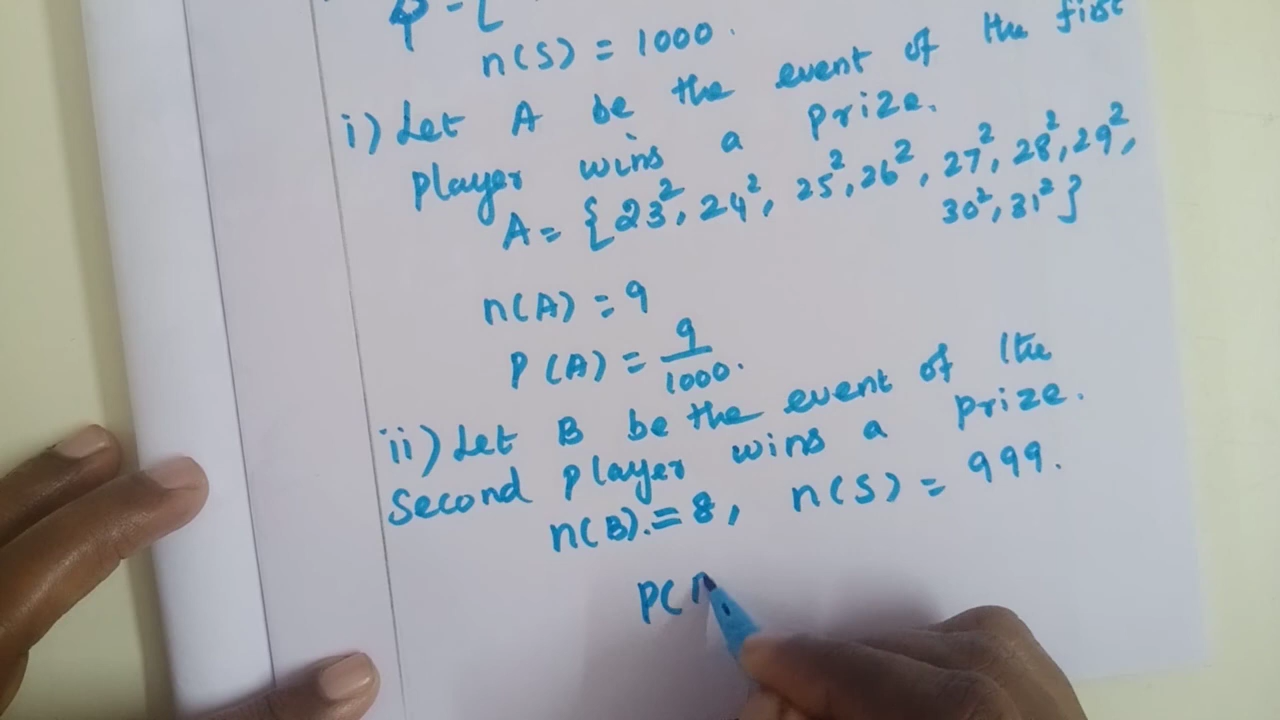 n(S) = 1000.
i) Let A be the event of the first
player wins a prize.
A = {23², 24², 25², 26², 27², 28², 29²,
30², 31²}
n(A) = 9
P(A) = 9/1000.
ii) Let B be the event of the
Second player wins a prize.
n(B) = 8, n(S) = 999.
P(